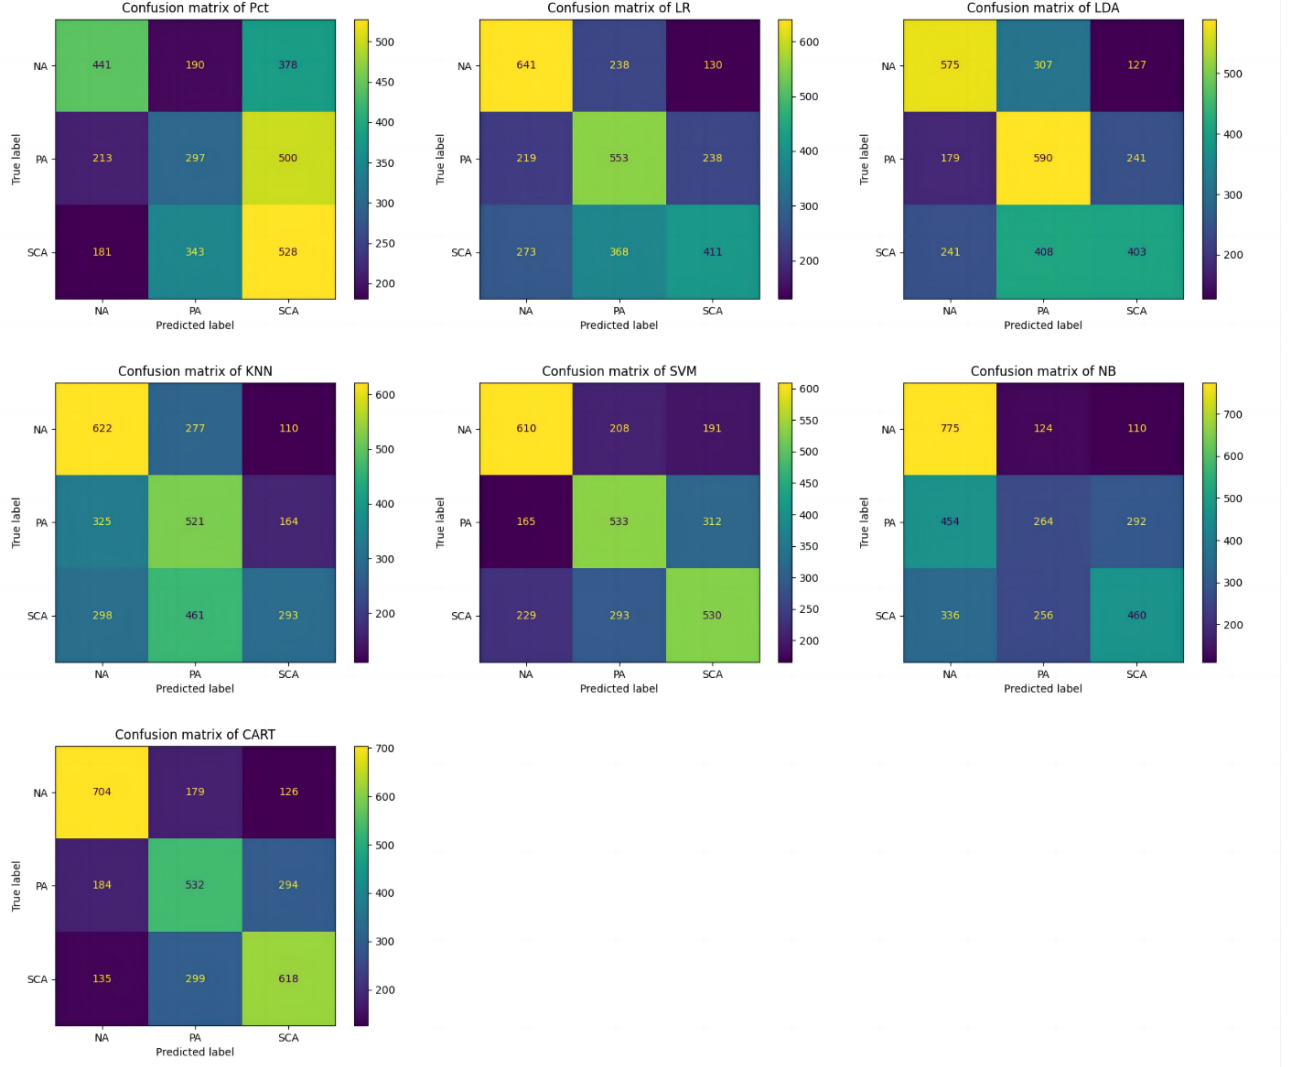 Confusion matrix of Pct
True label
NA 441 190 378
PA 213 297 500
SCA 181 343 528
NA PA SCA
Predicted label
500
450
400
350
300
250
200
Confusion matrix of LR
True label
NA 641 238 130
PA 219 553 238
SCA 273 368 411
NA PA SCA
Predicted label
600
500
400
300
200
Confusion matrix of LDA
True label
NA 575 307 127
PA 179 590 241
SCA 241 408 403
NA PA SCA
Predicted label
500
400
300
200
Confusion matrix of KNN
True label
NA 622 277 110
PA 325 521 164
SCA 298 461 293
NA PA SCA
Predicted label
600
500
400
300
200
Confusion matrix of SVM
True label
NA 610 208 191
PA 165 533 312
SCA 229 293 530
NA PA SCA
Predicted label
600
550
500
450
400
350
300
250
200
Confusion matrix of NB
True label
NA 775 124 110
PA 454 264 292
SCA 336 256 460
NA PA SCA
Predicted label
700
600
500
400
300
200
Confusion matrix of CART
True label
NA 704 179 126
PA 184 532 294
SCA 135 299 618
NA PA SCA
Predicted label
700
600
500
400
300
200